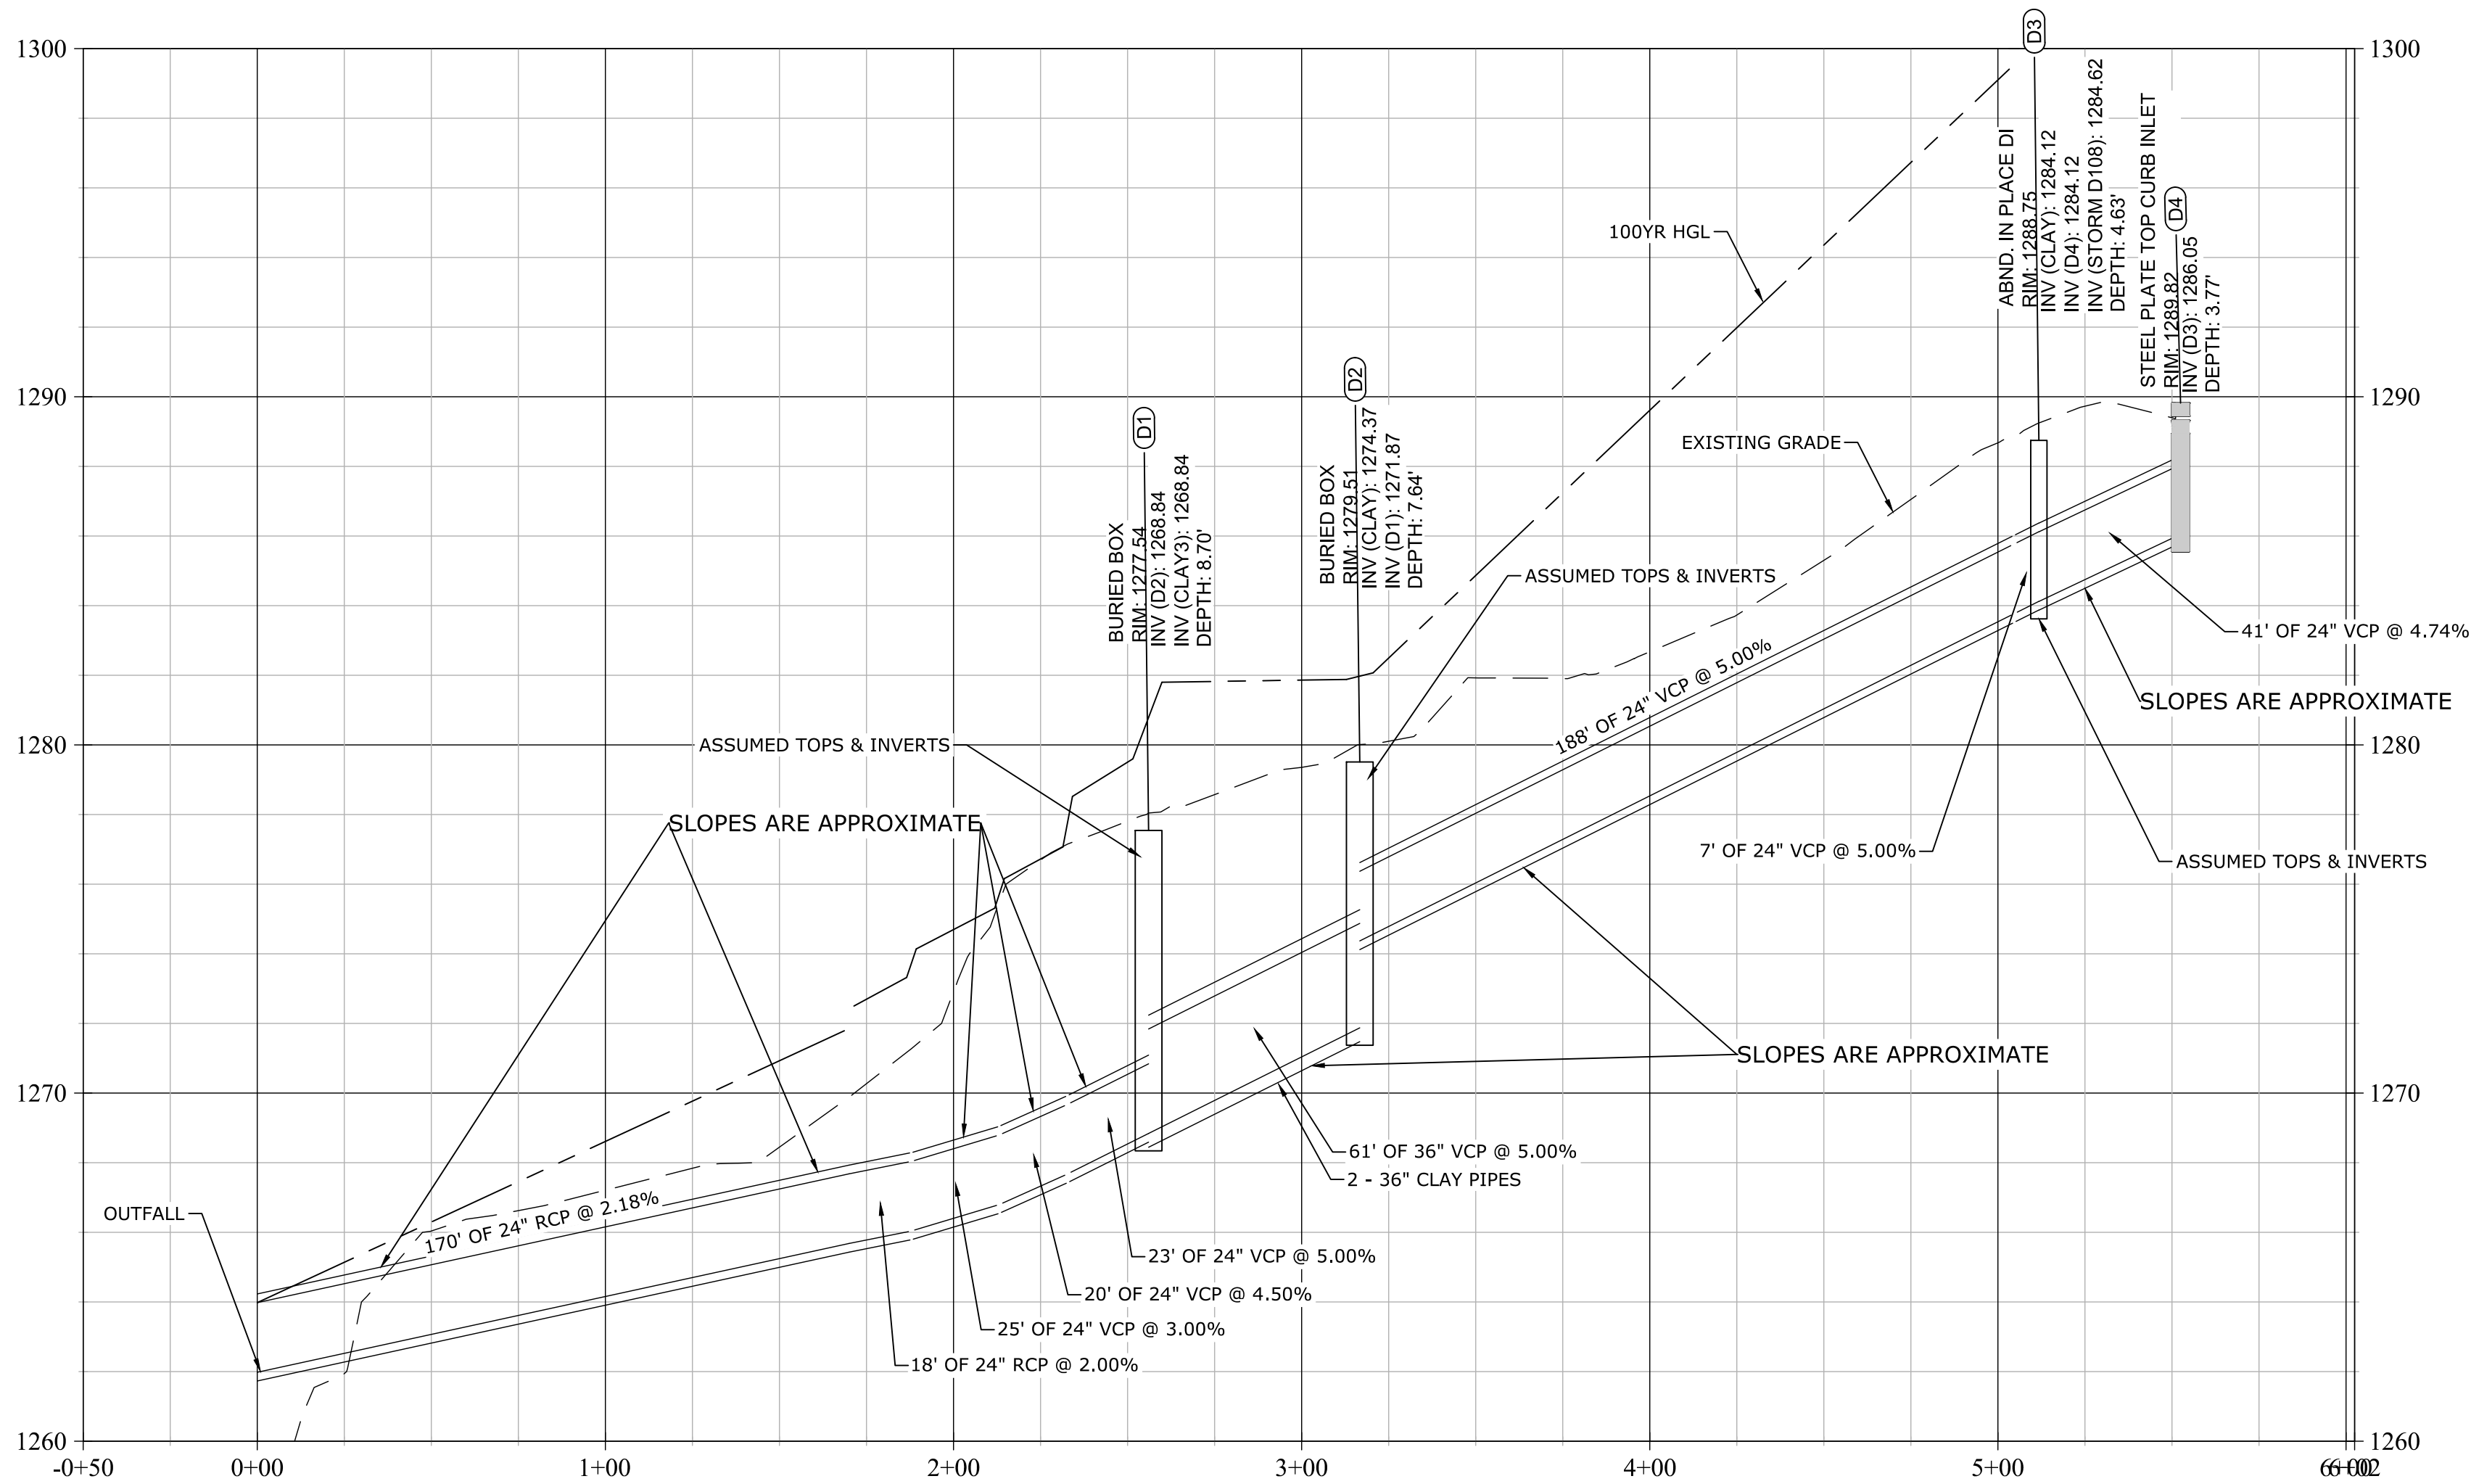 1300
1300
D3
ABND. IN PLACE DI
RIM: 1288.75
INV (CLAY): 1284.12
INV (D4): 1284.12
INV (STORM D108): 1284.62
DEPTH: 4.63'
D4
STEEL PLATE TOP CURB INLET
RIM: 1289.82
INV (D3): 1286.05
DEPTH: 3.77'
100YR HGL
1290
1290
D2
BURIED BOX
RIM: 1279.51
INV (CLAY): 1274.37
INV (D1): 1271.87
DEPTH: 7.64'
D1
BURIED BOX
RIM: 1277.54
INV (D2): 1268.84
INV (CLAY3): 1268.84
DEPTH: 8.70'
EXISTING GRADE
ASSUMED TOPS & INVERTS
41' OF 24" VCP @ 4.74%
188' OF 24" VCP @ 5.00%
SLOPES ARE APPROXIMATE
1280
ASSUMED TOPS & INVERTS
1280
SLOPES ARE APPROXIMATE
7' OF 24" VCP @ 5.00%
ASSUMED TOPS & INVERTS
SLOPES ARE APPROXIMATE
1270
1270
61' OF 36" VCP @ 5.00%
2 - 36" CLAY PIPES
OUTFALL
170' OF 24" RCP @ 2.18%
23' OF 24" VCP @ 5.00%
20' OF 24" VCP @ 4.50%
25' OF 24" VCP @ 3.00%
18' OF 24" RCP @ 2.00%
1260
1260
-0+50
0+00
1+00
2+00
3+00
4+00
5+00
6+00
6+02